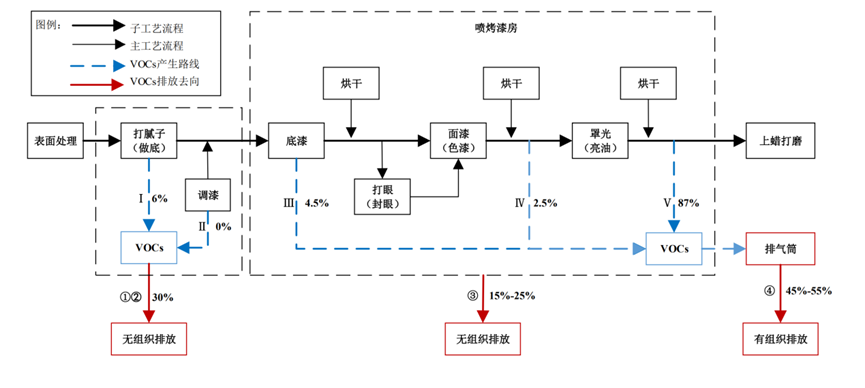 图例：
子工艺流程
主工艺流程
VOCs产生路线
VOCs排放去向
喷烤漆房
烘干
烘干
烘干
表面处理
打腻子
（做底）
底漆
面漆
（色漆）
罩光
（亮油）
上蜡打磨
调漆
打眼
（封眼）
Ⅰ 6%
Ⅱ 0%
Ⅲ 4.5%
Ⅳ 2.5%
Ⅴ 87%
VOCs
VOCs
排气筒
①② 30%
③ 15%-25%
④ 45%-55%
无组织排放
无组织排放
有组织排放